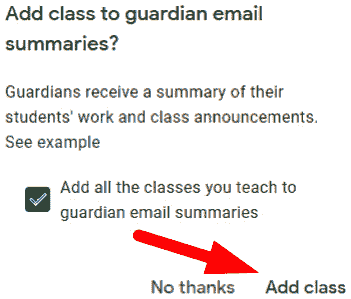 Add class to guardian email
summaries?
Guardians receive a summary of their
students' work and class announcements.
See example
Add all the classes you teach to
guardian email summaries
No thanks Add class